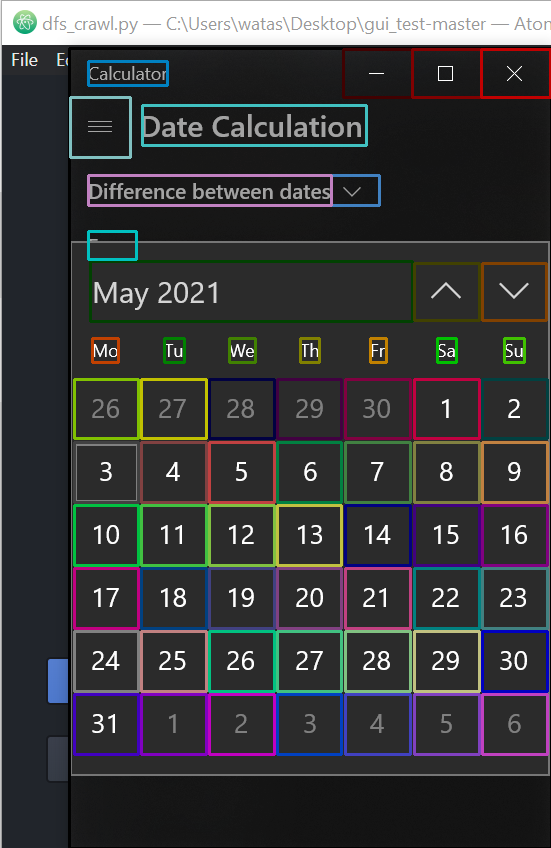 dfs_crawl.py — C:\Users\watas\Desktop\gui_test-master — Atom
File
Calculator
Date Calculation
Difference between dates
May 2021
Mo Tu We Th Fr Sa Su
26 27 28 29 30 1 2
3 4 5 6 7 8 9
10 11 12 13 14 15 16
17 18 19 20 21 22 23
24 25 26 27 28 29 30
31 1 2 3 4 5 6